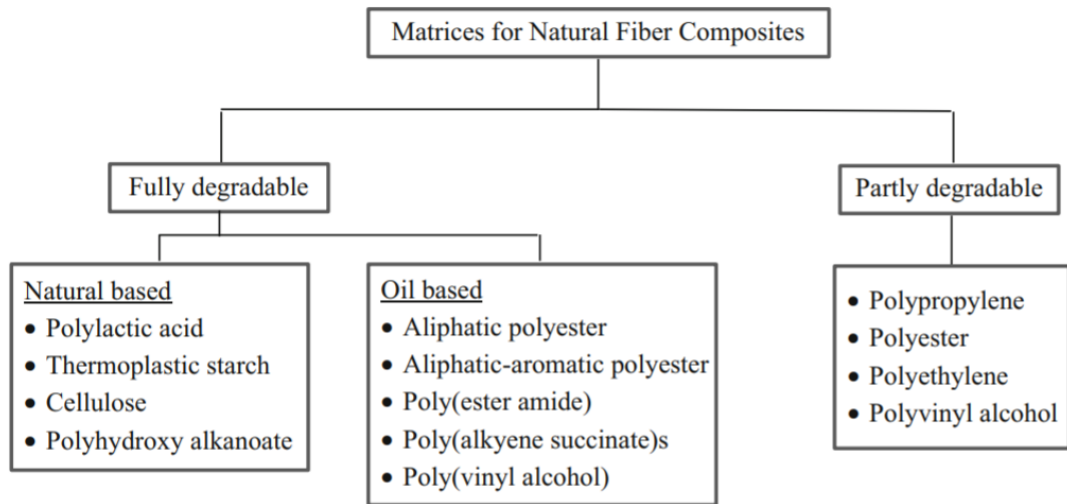 Matrices for Natural Fiber Composites
Fully degradable
Partly degradable
Natural based
• Polylactic acid
• Thermoplastic starch
• Cellulose
• Polyhydroxy alkanoate
Oil based
• Aliphatic polyester
• Aliphatic-aromatic polyester
• Poly(ester amide)
• Poly(alkyene succinate)s
• Poly(vinyl alcohol)
• Polypropylene
• Polyester
• Polyethylene
• Polyvinyl alcohol